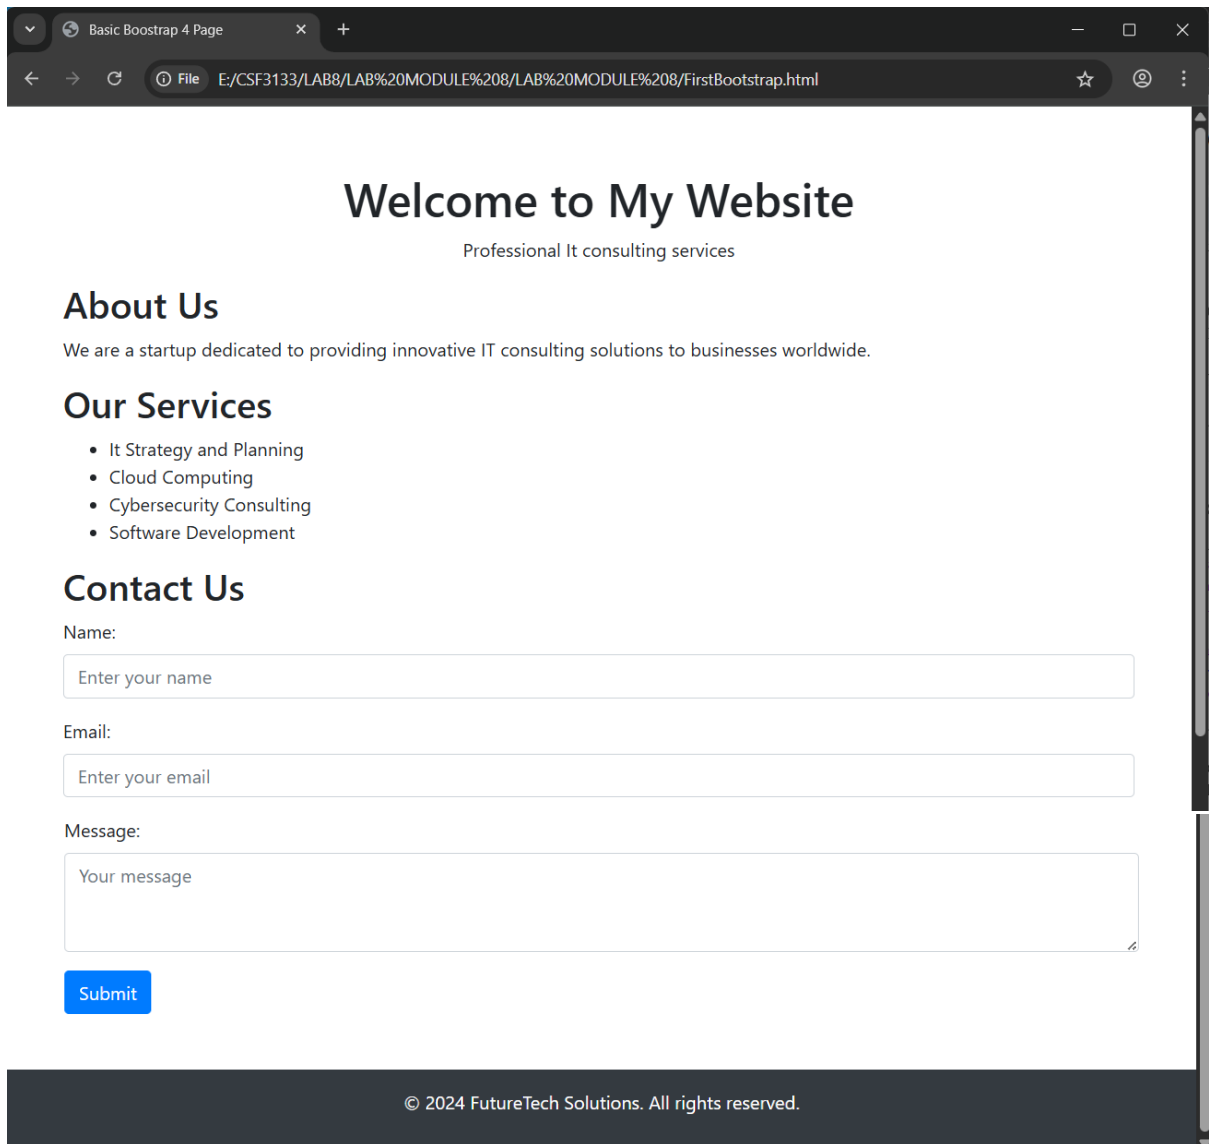 Basic Boostrap 4 Page
File E:/CSF3133/LAB8/LAB%20MODULE%208/LAB%20MODULE%208/FirstBootstrap.html
Welcome to My Website
Professional It consulting services
About Us
We are a startup dedicated to providing innovative IT consulting solutions to businesses worldwide.
Our Services
It Strategy and Planning
Cloud Computing
Cybersecurity Consulting
Software Development
Contact Us
Name:
Enter your name
Email:
Enter your email
Message:
Your message
Submit
© 2024 FutureTech Solutions. All rights reserved.